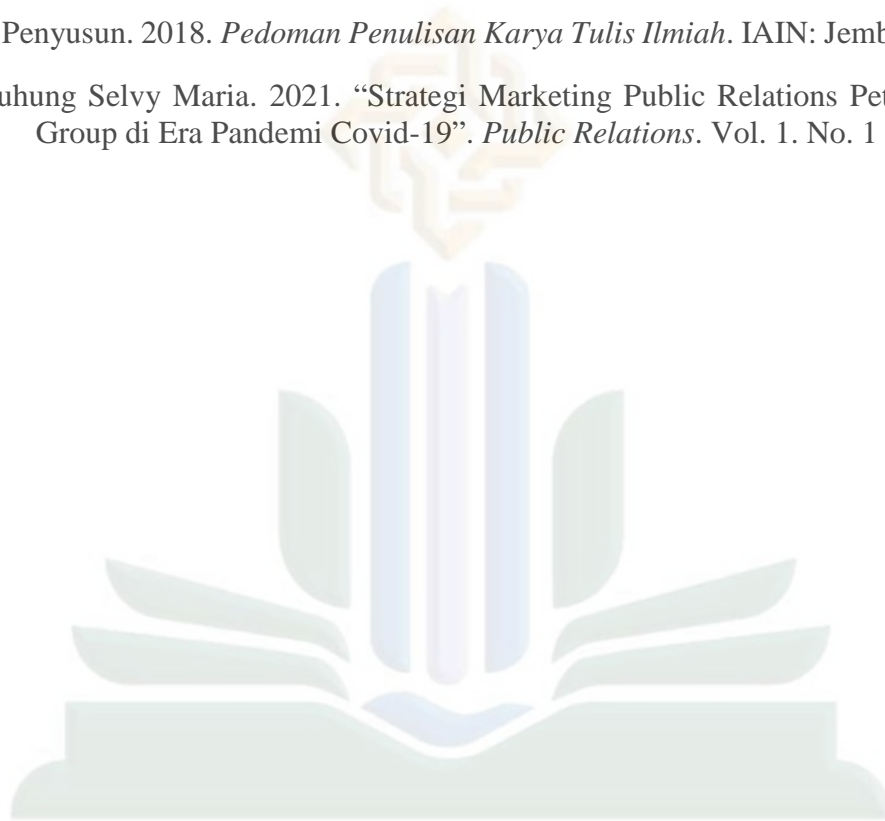 Penyusun. 2018. Pedoman Penulisan Karya Tulis Ilmiah. IAIN: Jemb
uhung Selvy Maria. 2021. “Strategi Marketing Public Relations Pet
Group di Era Pandemi Covid-19”. Public Relations. Vol. 1. No. 1